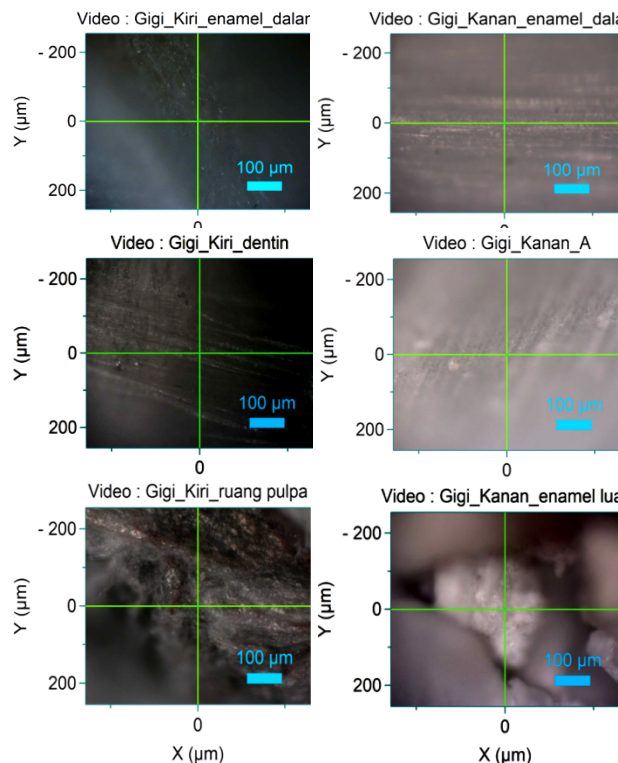 Video : Gigi_Kiri_enamel_dalar
- 200
0
200
Y (µm)
100 µm
0
Video : Gigi_Kanan_enamel_dala
- 200
0
200
Y (µm)
100 µm
0
Video : Gigi_Kiri_dentin
- 200
0
200
Y (µm)
100 µm
0
Video : Gigi_Kanan_A
- 200
0
200
Y (µm)
100 µm
0
Video : Gigi_Kiri_ruang pulpa
- 200
0
200
Y (µm)
100 µm
0
X (µm)
Video : Gigi_Kanan_enamel lua
- 200
0
200
Y (µm)
100 µm
0
X (µm)